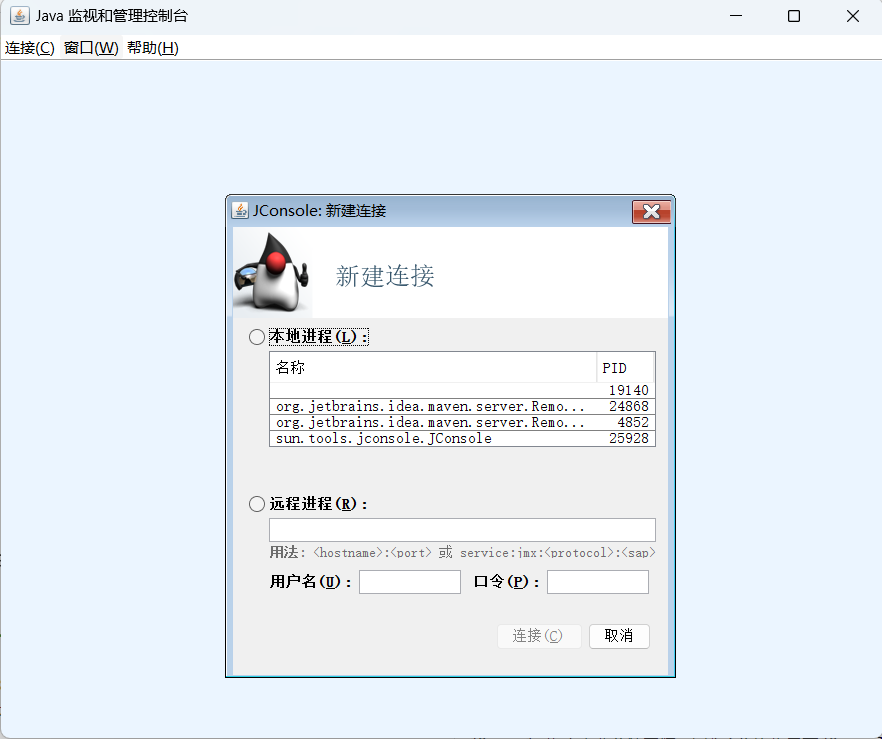 Java 监视和管理控制台
连接(C) 窗口(W) 帮助(H)
JConsole: 新建连接
新建连接
本地进程(L):
名称 PID
19140
org.jetbrains.idea.maven.server.Remo... 24868
org.jetbrains.idea.maven.server.Remo... 4852
sun.tools.jconsole.JConsole 25928
远程进程(R):
用法: <hostname>:<port> 或 service:jmx:<protocol>:<sap>
用户名(U): 口令(P):
连接(C) 取消